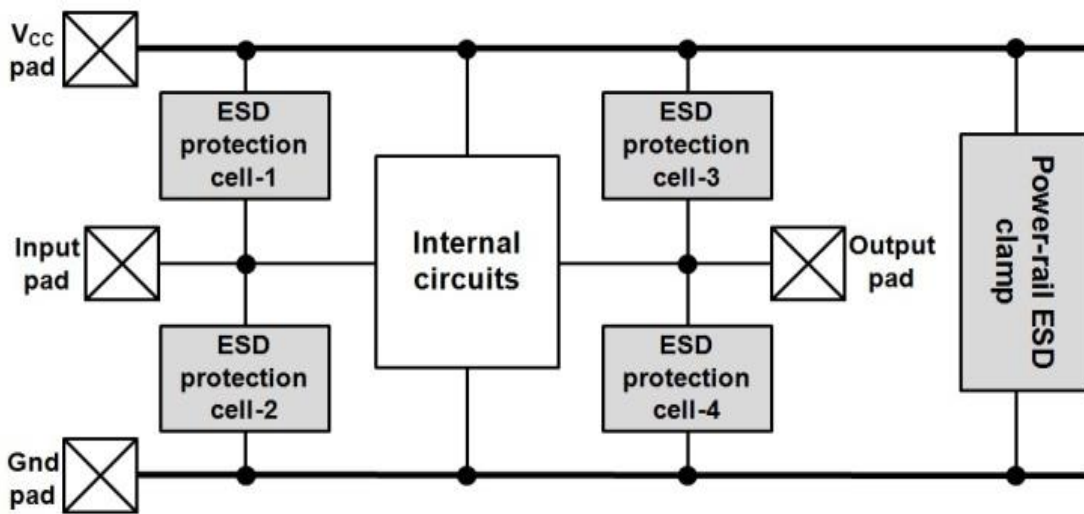 VCC
pad
ESD
protection
cell-1
ESD
protection
cell-3
Input
pad
Internal
circuits
Output
pad
Power-rail ESD
clamp
ESD
protection
cell-2
ESD
protection
cell-4
Gnd
pad